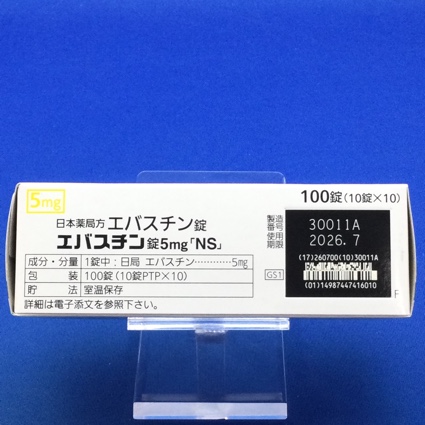 5mg
日本薬局方 エバスチン錠
エバスチン錠5mg「NS」
成分・分量 1錠中:日局 エバスチン…………5mg
包装 100錠(10錠PTP×10)
貯法 室温保存
詳細は電子添文を参照下さい。
100錠(10錠×10)
製造番号 30011A
使用期限 2026.7
(17)260700(10)30011A
GS1
(01)14987447416010
F